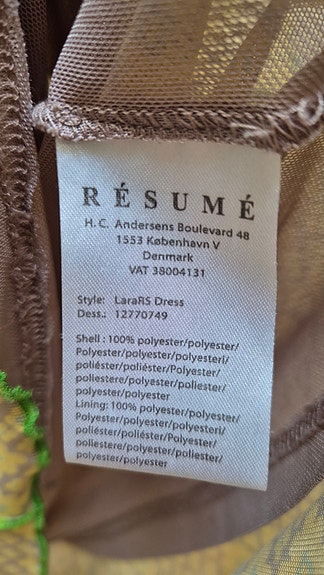 RÉSUMÉ
H. C. Andersens Boulevard 48
1553 København V
Denmark
VAT 38004131
Style: LaraRS Dress
Dess.: 12770749
Shell : 100% polyester/polyester/
Polyester/polyester/polyesteri/
poliéster/poliéster/Polyester/
poliestere/polyester/poliester/
polyester/polyester
Lining: 100% polyester/polyester/
Polyester/polyester/polyesteri/
poliéster/poliéster/Polyester/
poliestere/polyester/poliester/
polyester/polyester